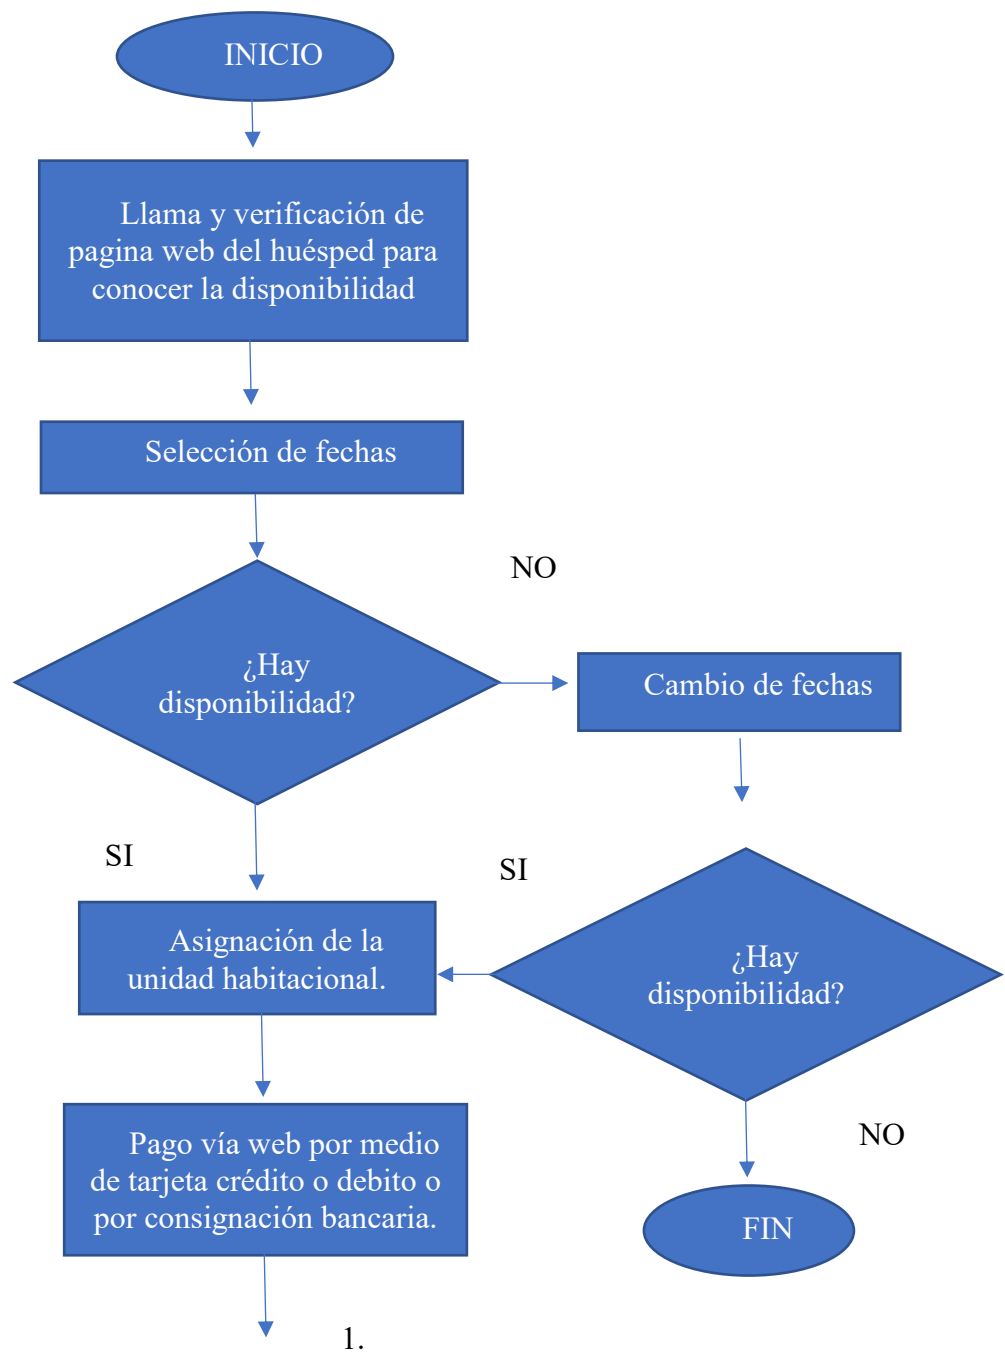 INICIO
Llama y verificación de
pagina web del huésped para
conocer la disponibilidad
Selección de fechas
NO
¿Hay
disponibilidad?
Cambio de fechas
SI
SI
Asignación de la
unidad habitacional.
¿Hay
disponibilidad?
Pago vía web por medio
de tarjeta crédito o debito o
por consignación bancaria.
NO
FIN
1.